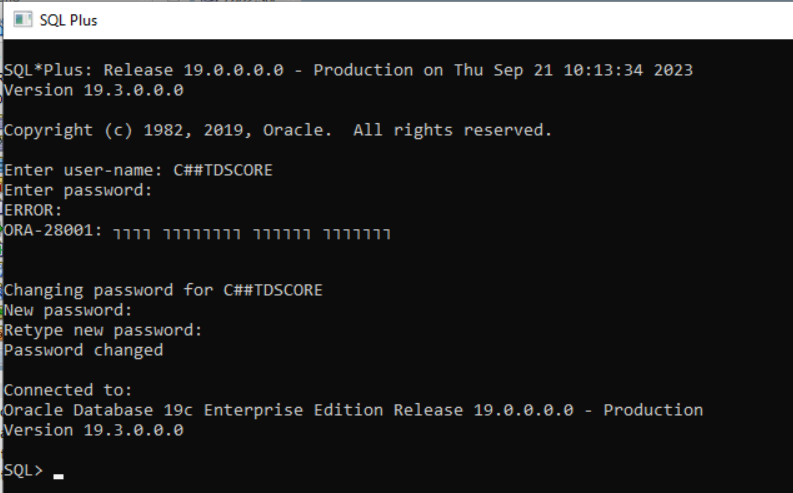 SQL Plus
SQL*Plus: Release 19.0.0.0.0 - Production on Thu Sep 21 10:13:34 2023
Version 19.3.0.0.0
Copyright (c) 1982, 2019, Oracle.  All rights reserved.
Enter user-name: C##TDSCORE
Enter password:
ERROR:
ORA-28001: ┐┐┐┐ ┐┐┐┐┐┐┐┐ ┐┐┐┐┐┐ ┐┐┐┐┐┐┐
Changing password for C##TDSCORE
New password:
Retype new password:
Password changed
Connected to:
Oracle Database 19c Enterprise Edition Release 19.0.0.0.0 - Production
Version 19.3.0.0.0
SQL>